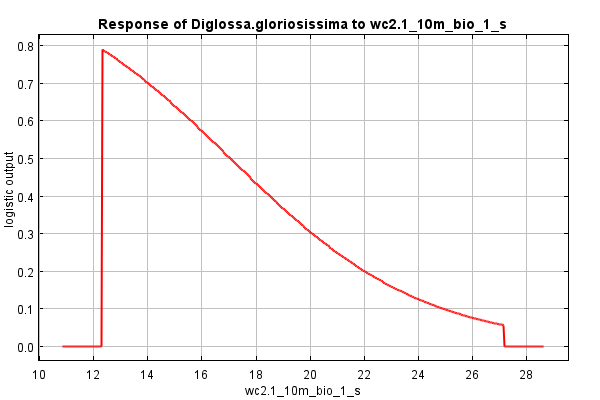 Response of Diglossa.gloriosissima to wc2.1_10m_bio_1_s
logistic output
0.8
0.7
0.6
0.5
0.4
0.3
0.2
0.1
0.0
10 12 14 16 18 20 22 24 26 28
wc2.1_10m_bio_1_s